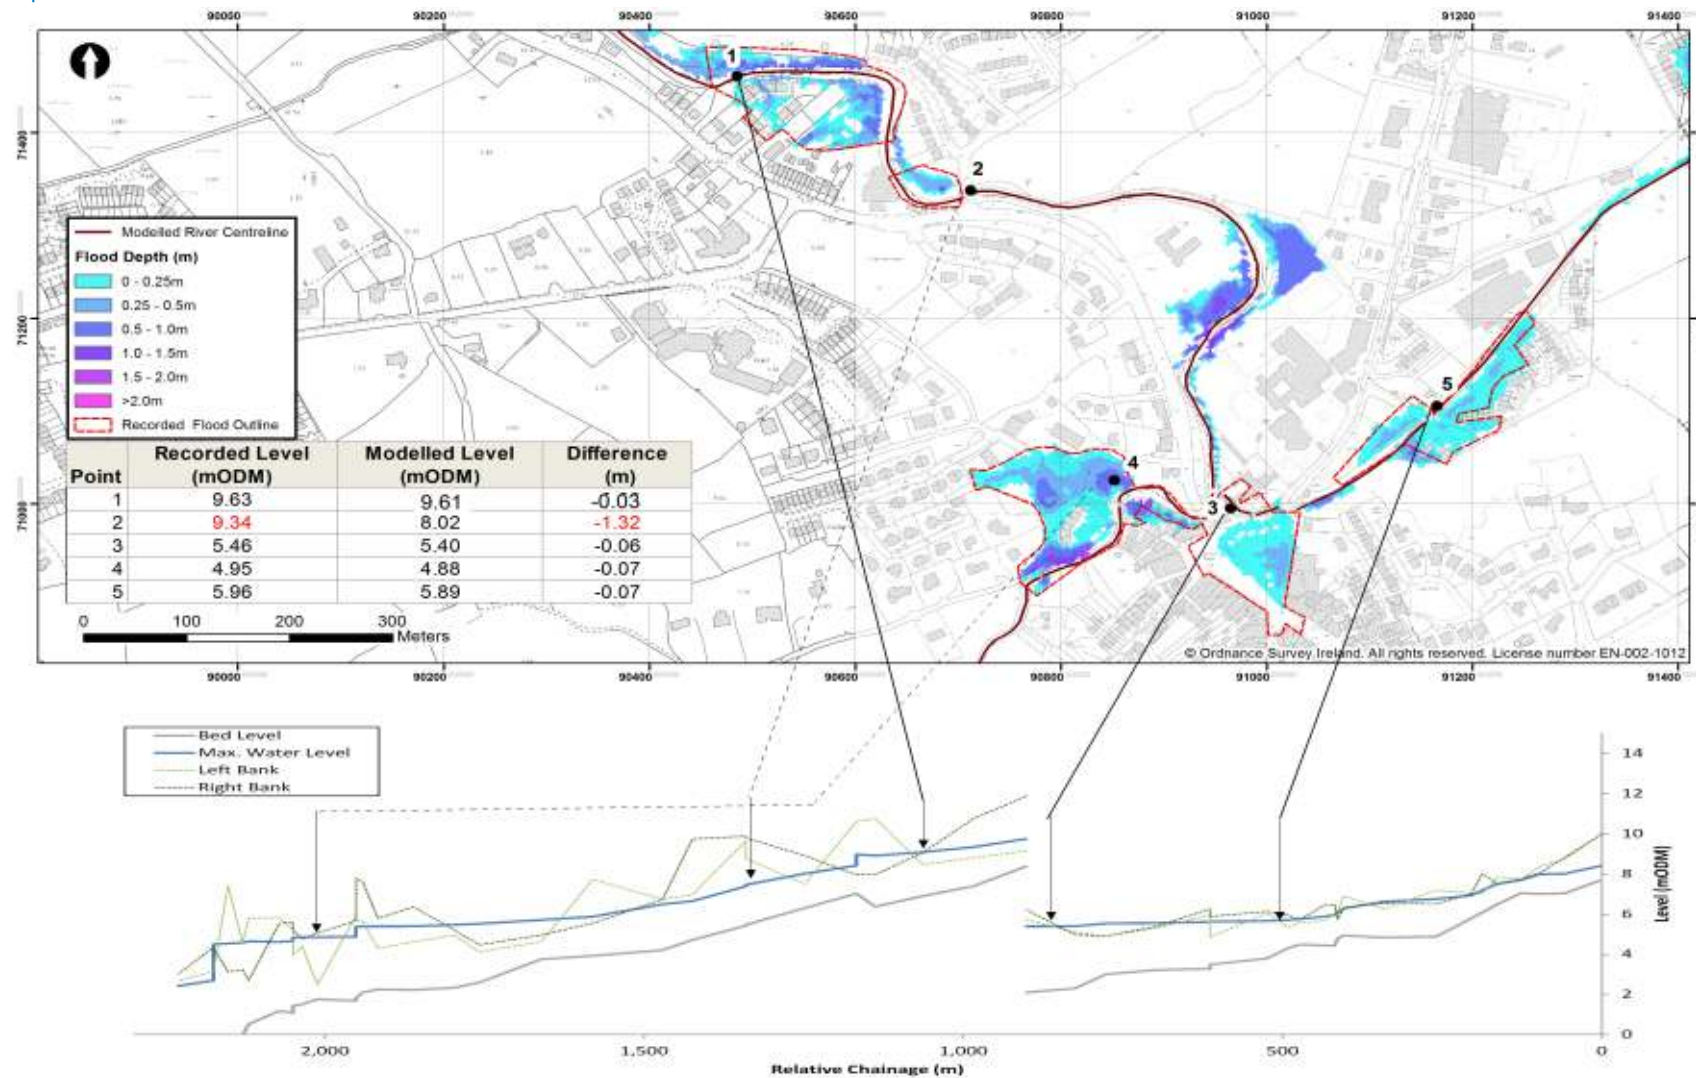 90000 90200 90400 90600 90800 91000 91200 91400
1
2
71400
Modelled River Centreline
Flood Depth (m)
0 - 0.25m
0.25 - 0.5m
0.5 - 1.0m
1.0 - 1.5m
1.5 - 2.0m
>2.0m
Recorded Flood Outline
71200
5
4
3
71000
Point Recorded Level (mODM) Modelled Level (mODM) Difference (m)
1 9.63 9.61 -0.03
2 9.34 8.02 -1.32
3 5.46 5.40 -0.06
4 4.95 4.88 -0.07
5 5.96 5.89 -0.07
0 100 200 300
Meters
© Ordnance Survey Ireland. All rights reserved. License number EN-002-1012
90000 90200 90400 90600 90800 91000 91200 91400
Bed Level
Max. Water Level
Left Bank
Right Bank
14
12
10
8
6
4
2
0
Level (mODM)
2,000 1,500 1,000 500 0
Relative Chainage (m)